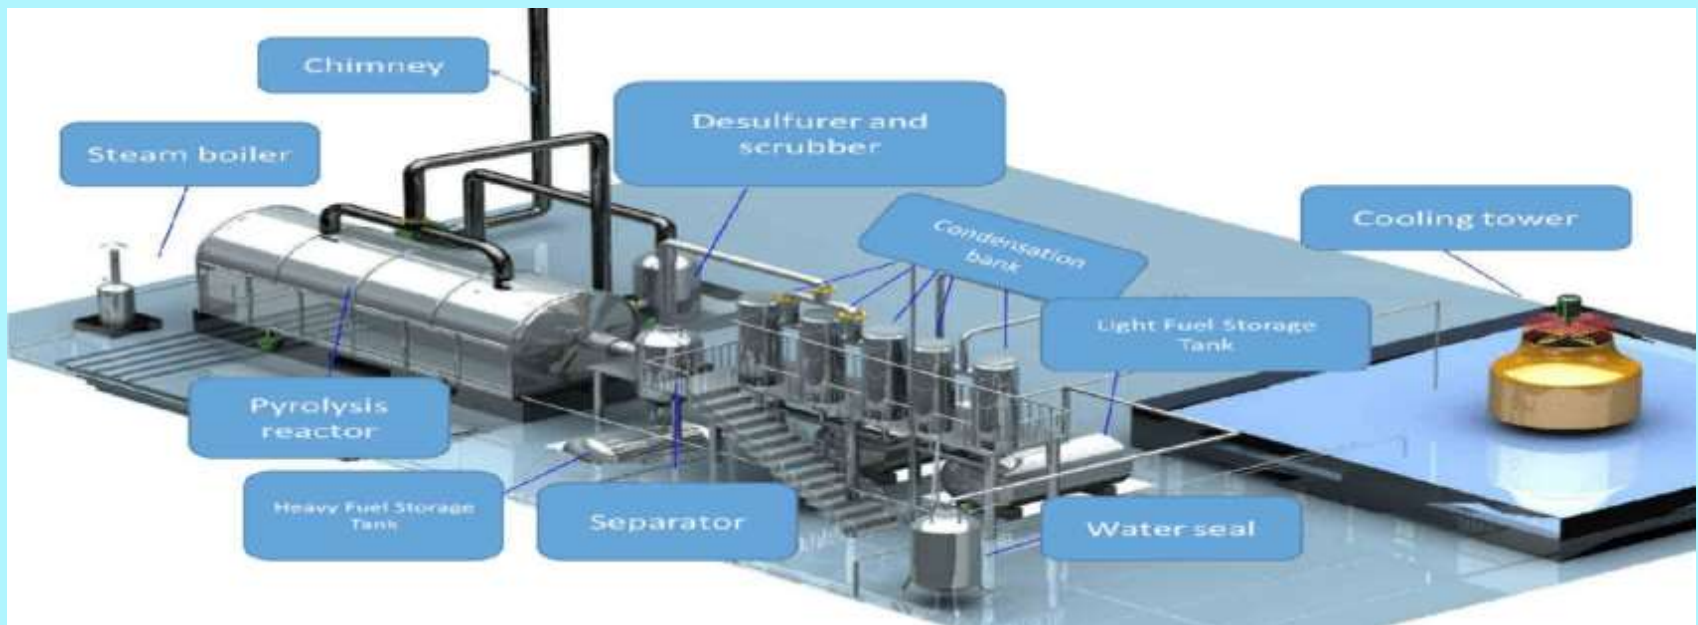 Chimney
Steam boiler
Desulfurer and
scrubber
Condensation
bank
Cooling tower
Light Fuel Storage
Tank
Pyrolysis
reactor
Heavy Fuel Storage
Tank
Separator
Water seal